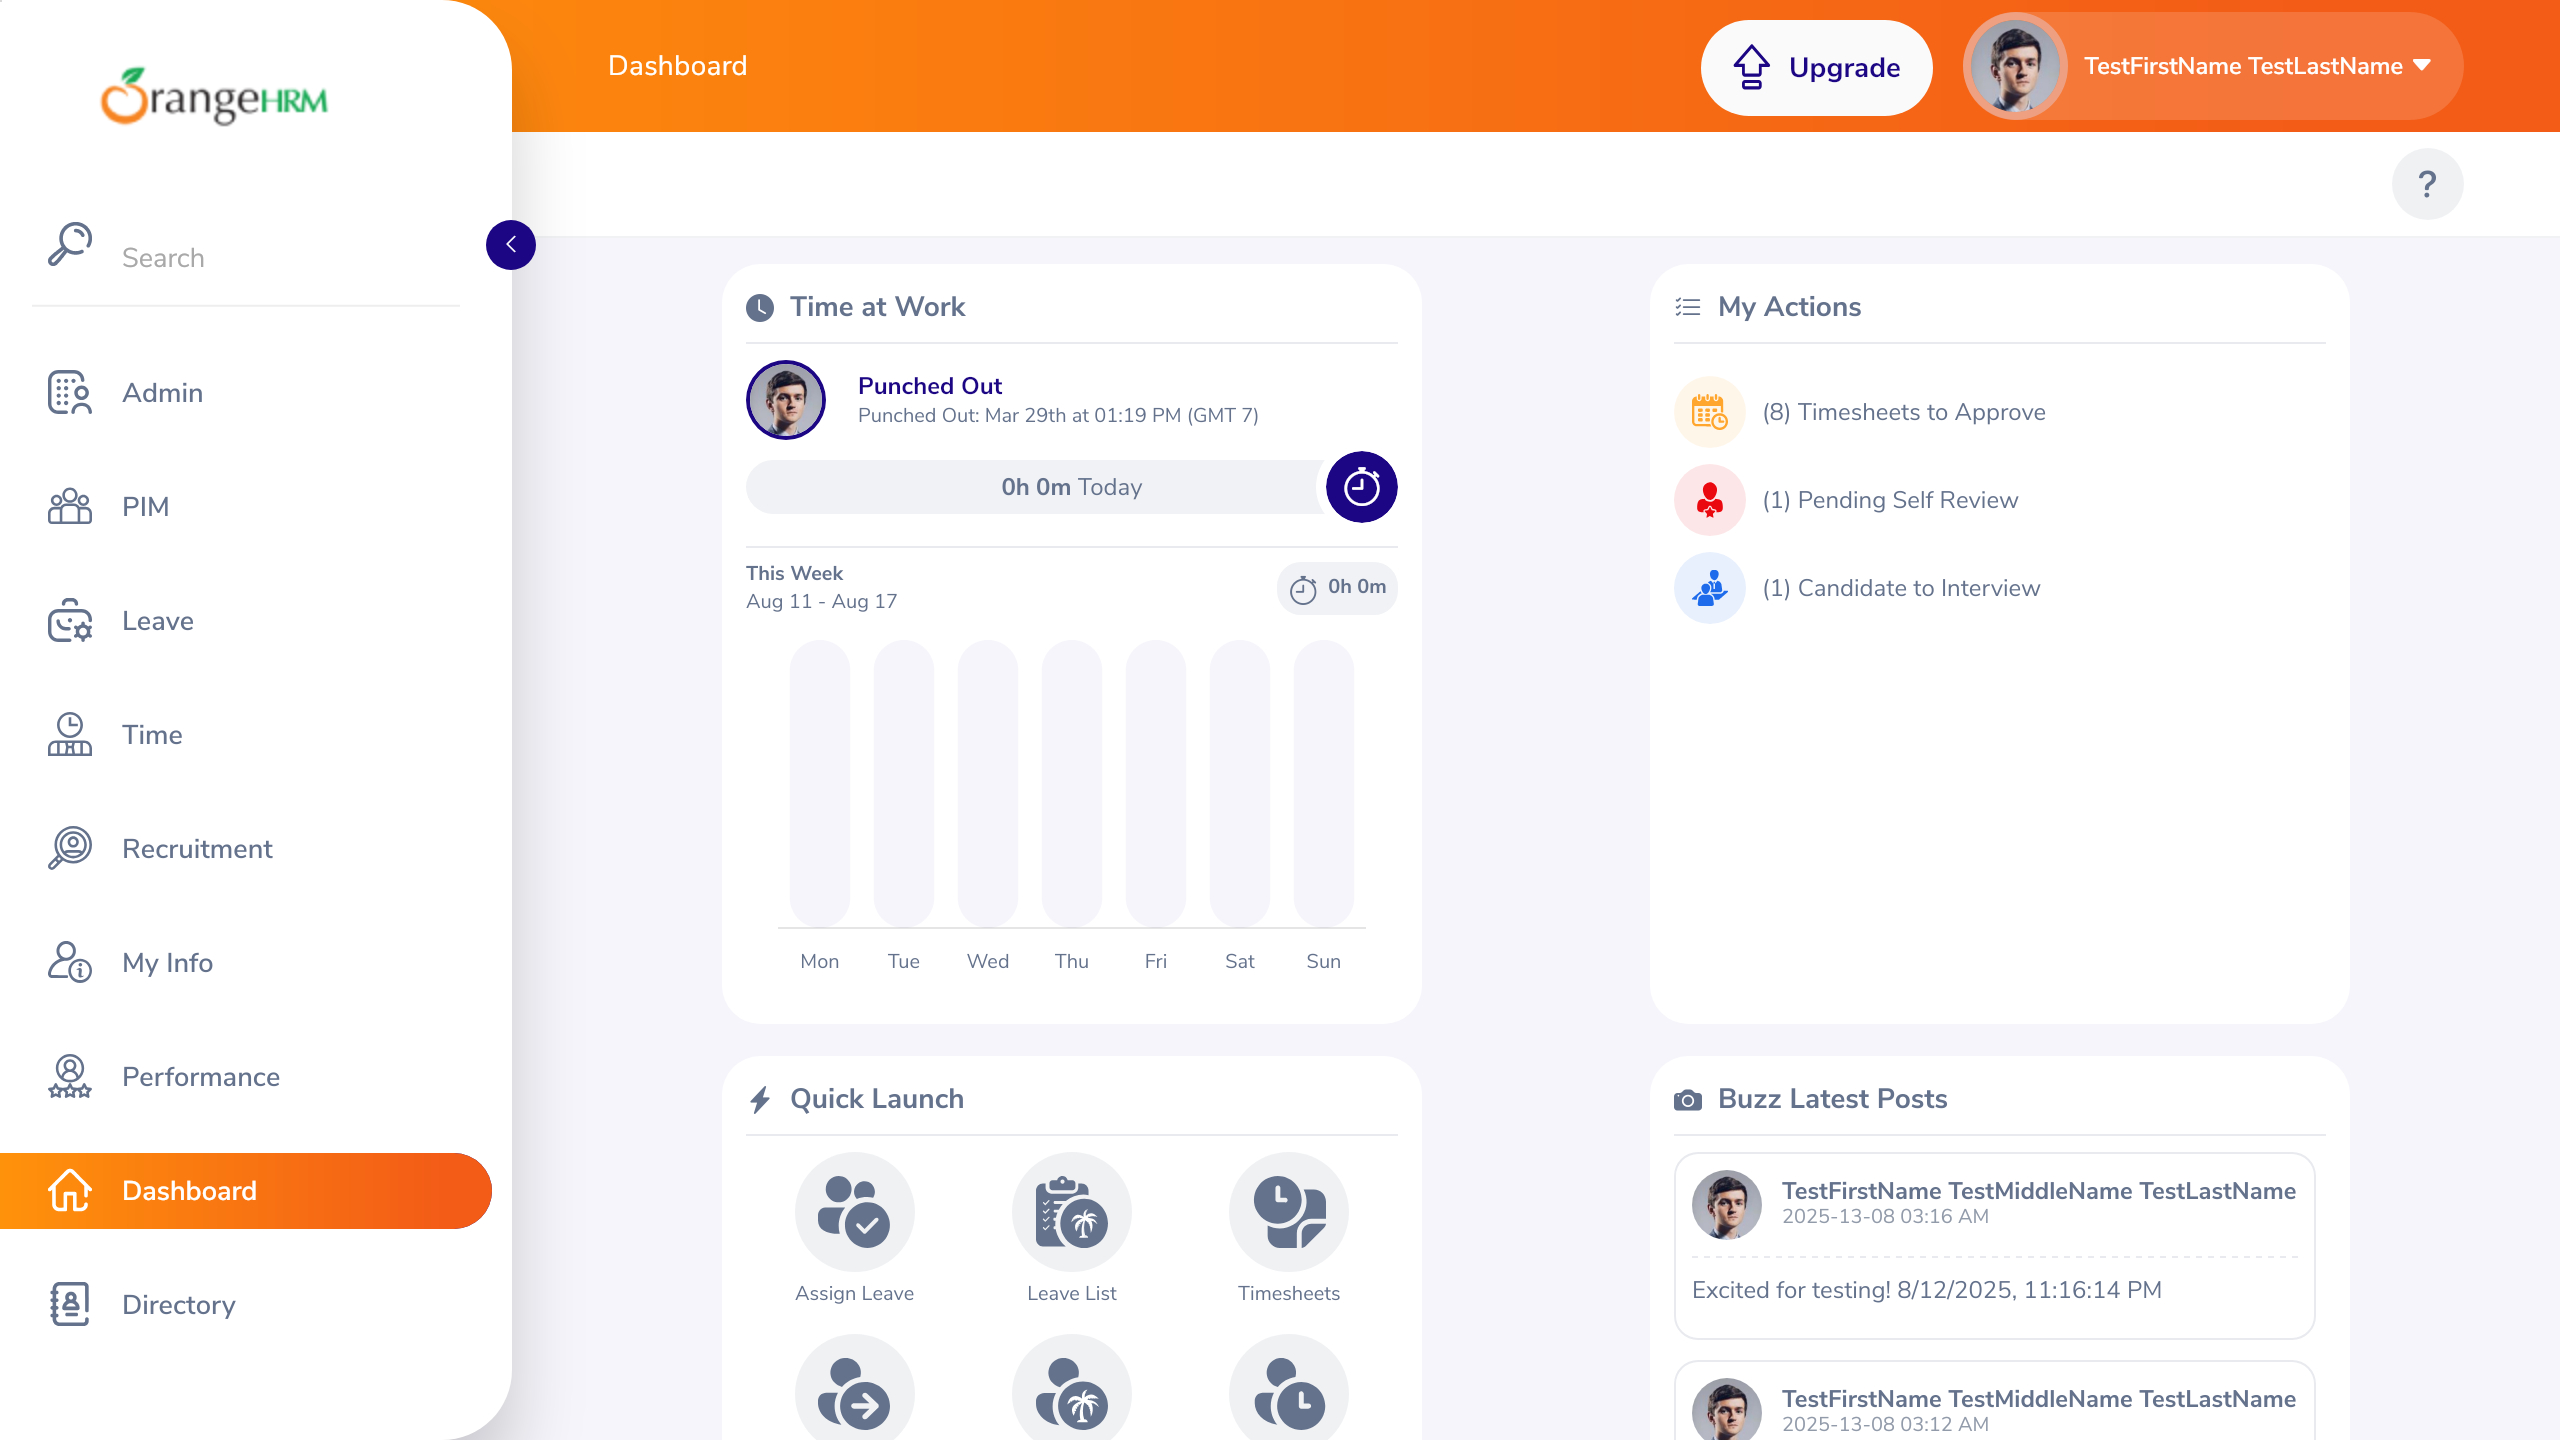 OrangeHRM
Search
Admin
PIM
Leave
Time
Recruitment
My Info
Performance
Dashboard
Directory
Dashboard
Upgrade
TestFirstName TestLastName
?
Time at Work
Punched Out
Punched Out: Mar 29th at 01:19 PM (GMT 7)
0h 0m Today
This Week
Aug 11 - Aug 17
0h 0m
Mon Tue Wed Thu Fri Sat Sun
My Actions
(8) Timesheets to Approve
(1) Pending Self Review
(1) Candidate to Interview
Quick Launch
Assign Leave Leave List Timesheets
Buzz Latest Posts
TestFirstName TestMiddleName TestLastName
2025-13-08 03:16 AM
Excited for testing! 8/12/2025, 11:16:14 PM
TestFirstName TestMiddleName TestLastName
2025-13-08 03:12 AM